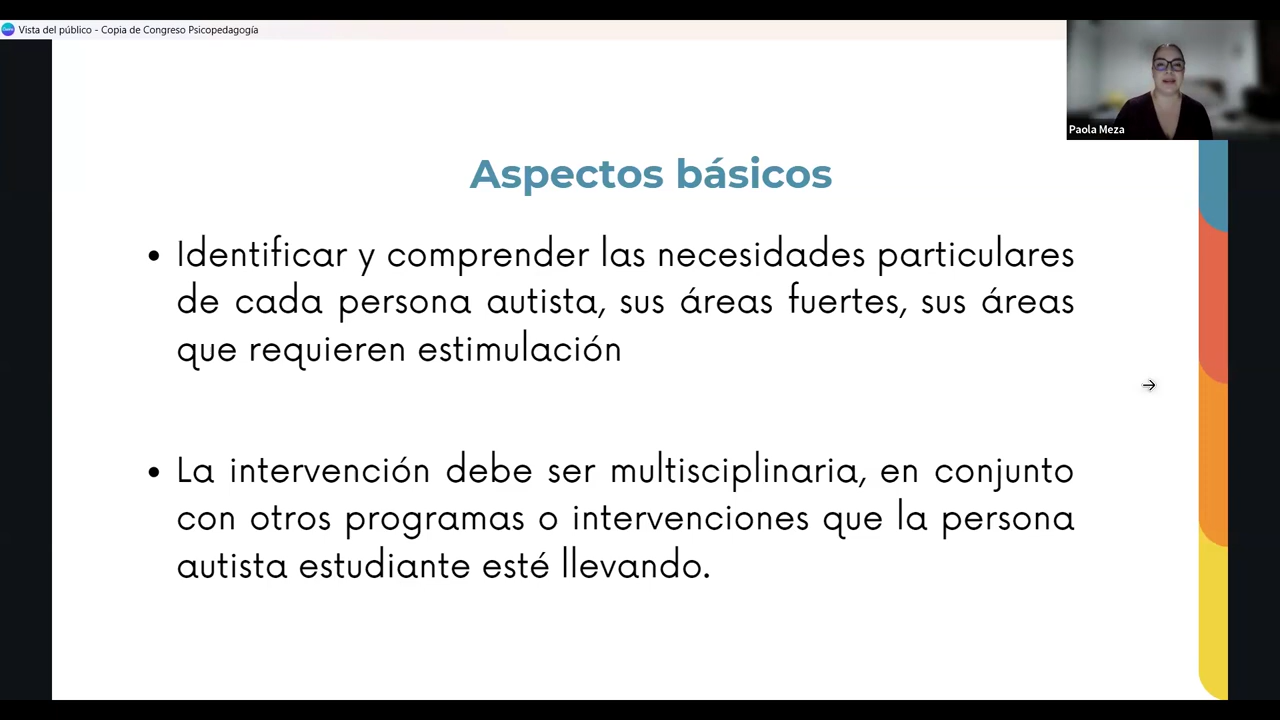 Vista del público - Copia de Congreso Psicopedagogía
Paola Meza
Aspectos básicos
• Identificar y comprender las necesidades particulares
de cada persona autista, sus áreas fuertes, sus áreas
que requieren estimulación
• La intervención debe ser multisciplinaria, en conjunto
con otros programas o intervenciones que la persona
autista estudiante esté llevando.